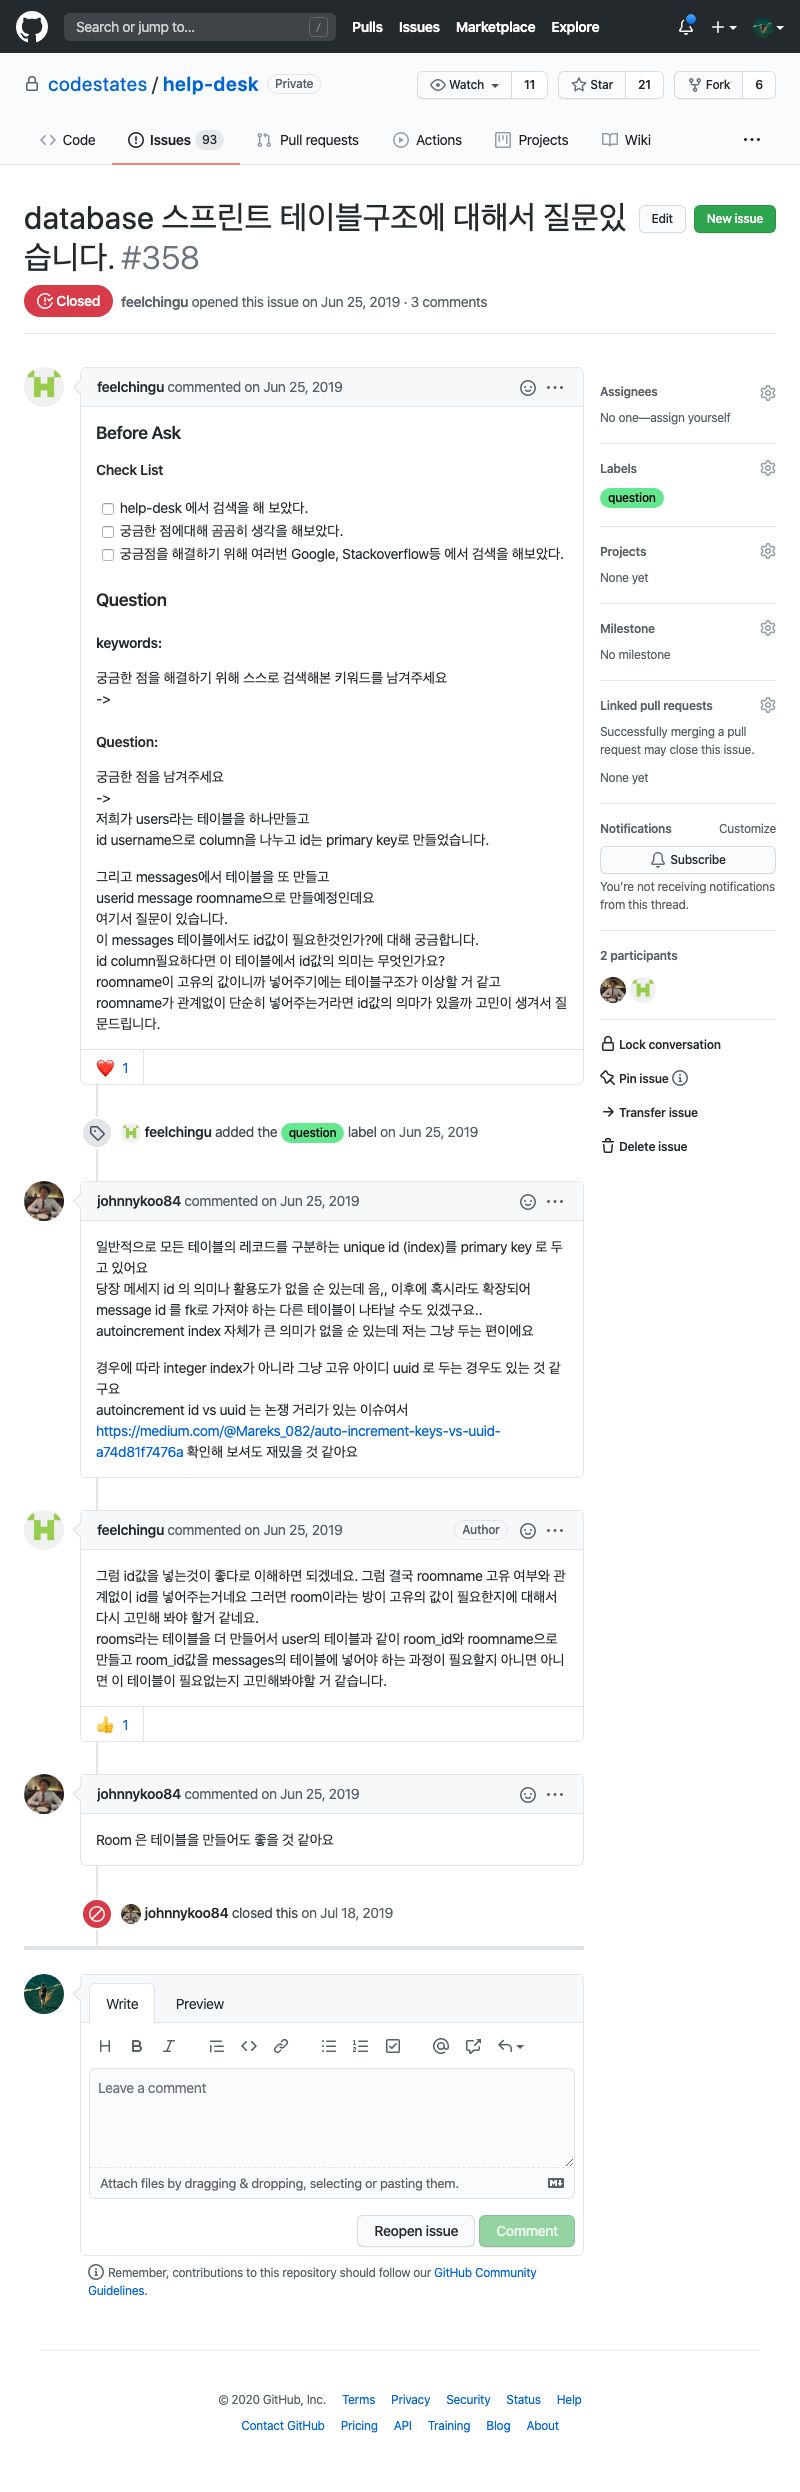 Search or jump to... /
Pulls Issues Marketplace Explore
codestates / help-desk Private
Watch 11 Star 21 Fork 6
Code Issues 93 Pull requests Actions Projects Wiki
database 스프린트 테이블구조에 대해서 질문있
습니다. #358
Edit New issue
Closed feelchingu opened this issue on Jun 25, 2019 · 3 comments
feelchingu commented on Jun 25, 2019
Before Ask
Check List
help-desk 에서 검색을 해 보았다.
궁금한 점에대해 곰곰히 생각을 해보았다.
궁금점을 해결하기 위해 여러번 Google, Stackoverflow등 에서 검색을 해보았다.
Question
keywords:
궁금한 점을 해결하기 위해 스스로 검색해본 키워드를 남겨주세요
->
Question:
궁금한 점을 남겨주세요
->
저희가 users라는 테이블을 하나만들고
id username으로 column을 나누고 id는 primary key로 만들었습니다.
그리고 messages에서 테이블을 또 만들고
userid message roomname으로 만들예정인데요
여기서 질문이 있습니다.
이 messages 테이블에서도 id값이 필요한것인가?에 대해 궁금합니다.
id column필요하다면 이 테이블에서 id값의 의미는 무엇인가요?
roomname이 고유의 값이니까 넣어주기에는 테이블구조가 이상할 거 같고
roomname가 관계없이 단순히 넣어주는거라면 id값의 의마가 있을까 고민이 생겨서 질
문드립니다.
❤️ 1
feelchingu added the question label on Jun 25, 2019
johnnykoo84 commented on Jun 25, 2019
일반적으로 모든 테이블의 레코드를 구분하는 unique id (index)를 primary key 로 두
고 있어요
당장 메세지 id 의 의미나 활용도가 없을 순 있는데 음,, 이후에 혹시라도 확장되어
message id 를 fk로 가져야 하는 다른 테이블이 나타날 수도 있겠구요..
autoincrement index 자체가 큰 의미가 없을 순 있는데 저는 그냥 두는 편이에요
경우에 따라 integer index가 아니라 그냥 고유 아이디 uuid 로 두는 경우도 있는 것 같
구요
autoincrement id vs uuid 는 논쟁 거리가 있는 이슈여서
https://medium.com/@Mareks_082/auto-increment-keys-vs-uuid-
a74d81f7476a 확인해 보셔도 재밌을 것 같아요
feelchingu commented on Jun 25, 2019 Author
그럼 id값을 넣는것이 좋다로 이해하면 되겠네요. 그럼 결국 roomname 고유 여부와 관
계없이 id를 넣어주는거네요 그러면 room이라는 방이 고유의 값이 필요한지에 대해서
다시 고민해 봐야 할거 같네요.
rooms라는 테이블을 더 만들어서 user의 테이블과 같이 room_id와 roomname으로
만들고 room_id값을 messages의 테이블에 넣어야 하는 과정이 필요할지 아니면 아니
면 이 테이블이 필요없는지 고민해봐야할 거 같습니다.
👍 1
johnnykoo84 commented on Jun 25, 2019
Room 은 테이블을 만들어도 좋을 것 같아요
johnnykoo84 closed this on Jul 18, 2019
Write Preview
Leave a comment
Attach files by dragging & dropping, selecting or pasting them.
Reopen issue Comment
Remember, contributions to this repository should follow our GitHub Community
Guidelines.
Assignees
No one—assign yourself
Labels
question
Projects
None yet
Milestone
No milestone
Linked pull requests
Successfully merging a pull
request may close this issue.
None yet
Notifications Customize
Subscribe
You're not receiving notifications
from this thread.
2 participants
Lock conversation
Pin issue
Transfer issue
Delete issue
© 2020 GitHub, Inc. Terms Privacy Security Status Help
Contact GitHub Pricing API Training Blog About